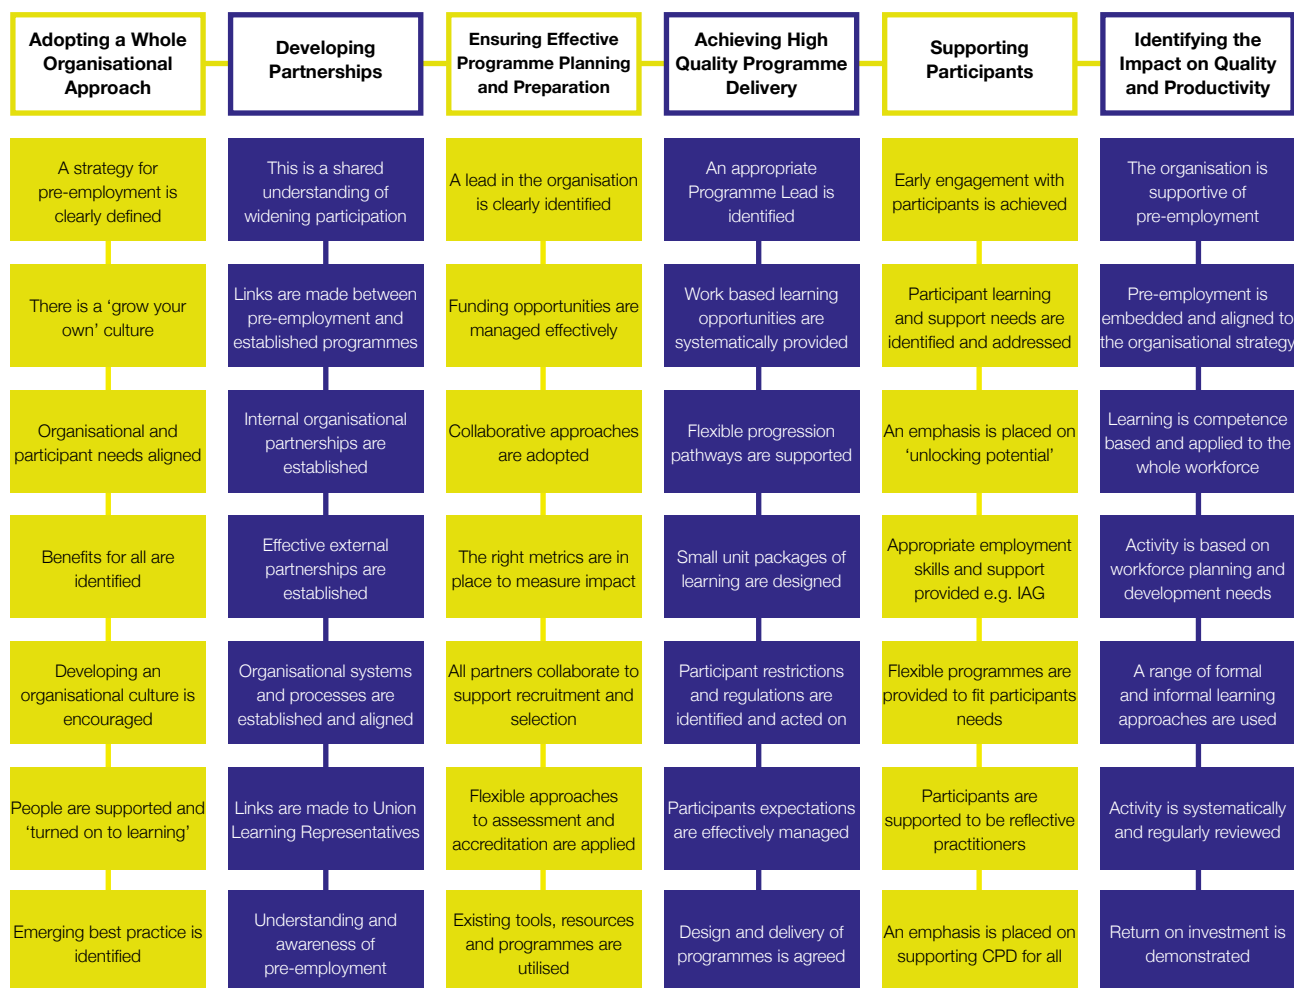 Adopting a Whole
Organisational
Approach
A strategy for
pre-employment is
clearly defined
There is a ‘grow your
own’ culture
Organisational and
participant needs aligned
Benefits for all are
identified
Developing an
organisational culture is
encouraged
People are supported and
‘turned on to learning’
Emerging best practice is
identified
Developing
Partnerships
This is a shared
understanding of
widening participation
Links are made between
pre-employment and
established programmes
Internal organisational
partnerships are
established
Effective external
partnerships are
established
Organisational systems
and processes are
established and aligned
Links are made to Union
Learning Representatives
Understanding and
awareness of
pre-employment
Ensuring Effective
Programme Planning
and Preparation
A lead in the organisation
is clearly identified
Funding opportunities are
managed effectively
Collaborative approaches
are adopted
The right metrics are in
place to measure impact
All partners collaborate to
support recruitment and
selection
Flexible approaches
to assessment and
accreditation are applied
Existing tools, resources
and programmes are
utilised
Achieving High
Quality Programme
Delivery
An appropriate
Programme Lead is
identified
Work based learning
opportunities are
systematically provided
Flexible progression
pathways are supported
Small unit packages of
learning are designed
Participant restrictions
and regulations are
identified and acted on
Participants expectations
are effectively managed
Design and delivery of
programmes is agreed
Supporting
Participants
Early engagement with
participants is achieved
Participant learning
and support needs are
identified and addressed
An emphasis is placed on
‘unlocking potential’
Appropriate employment
skills and support
provided e.g. IAG
Flexible programmes are
provided to fit participants
needs
Participants are
supported to be reflective
practitioners
An emphasis is placed on
supporting CPD for all
Identifying the
Impact on Quality
and Productivity
The organisation is
supportive of
pre-employment
Pre-employment is
embedded and aligned to
the organisational strategy
Learning is competence
based and applied to the
whole workforce
Activity is based on
workforce planning and
development needs
A range of formal
and informal learning
approaches are used
Activity is systematically
and regularly reviewed
Return on investment is
demonstrated